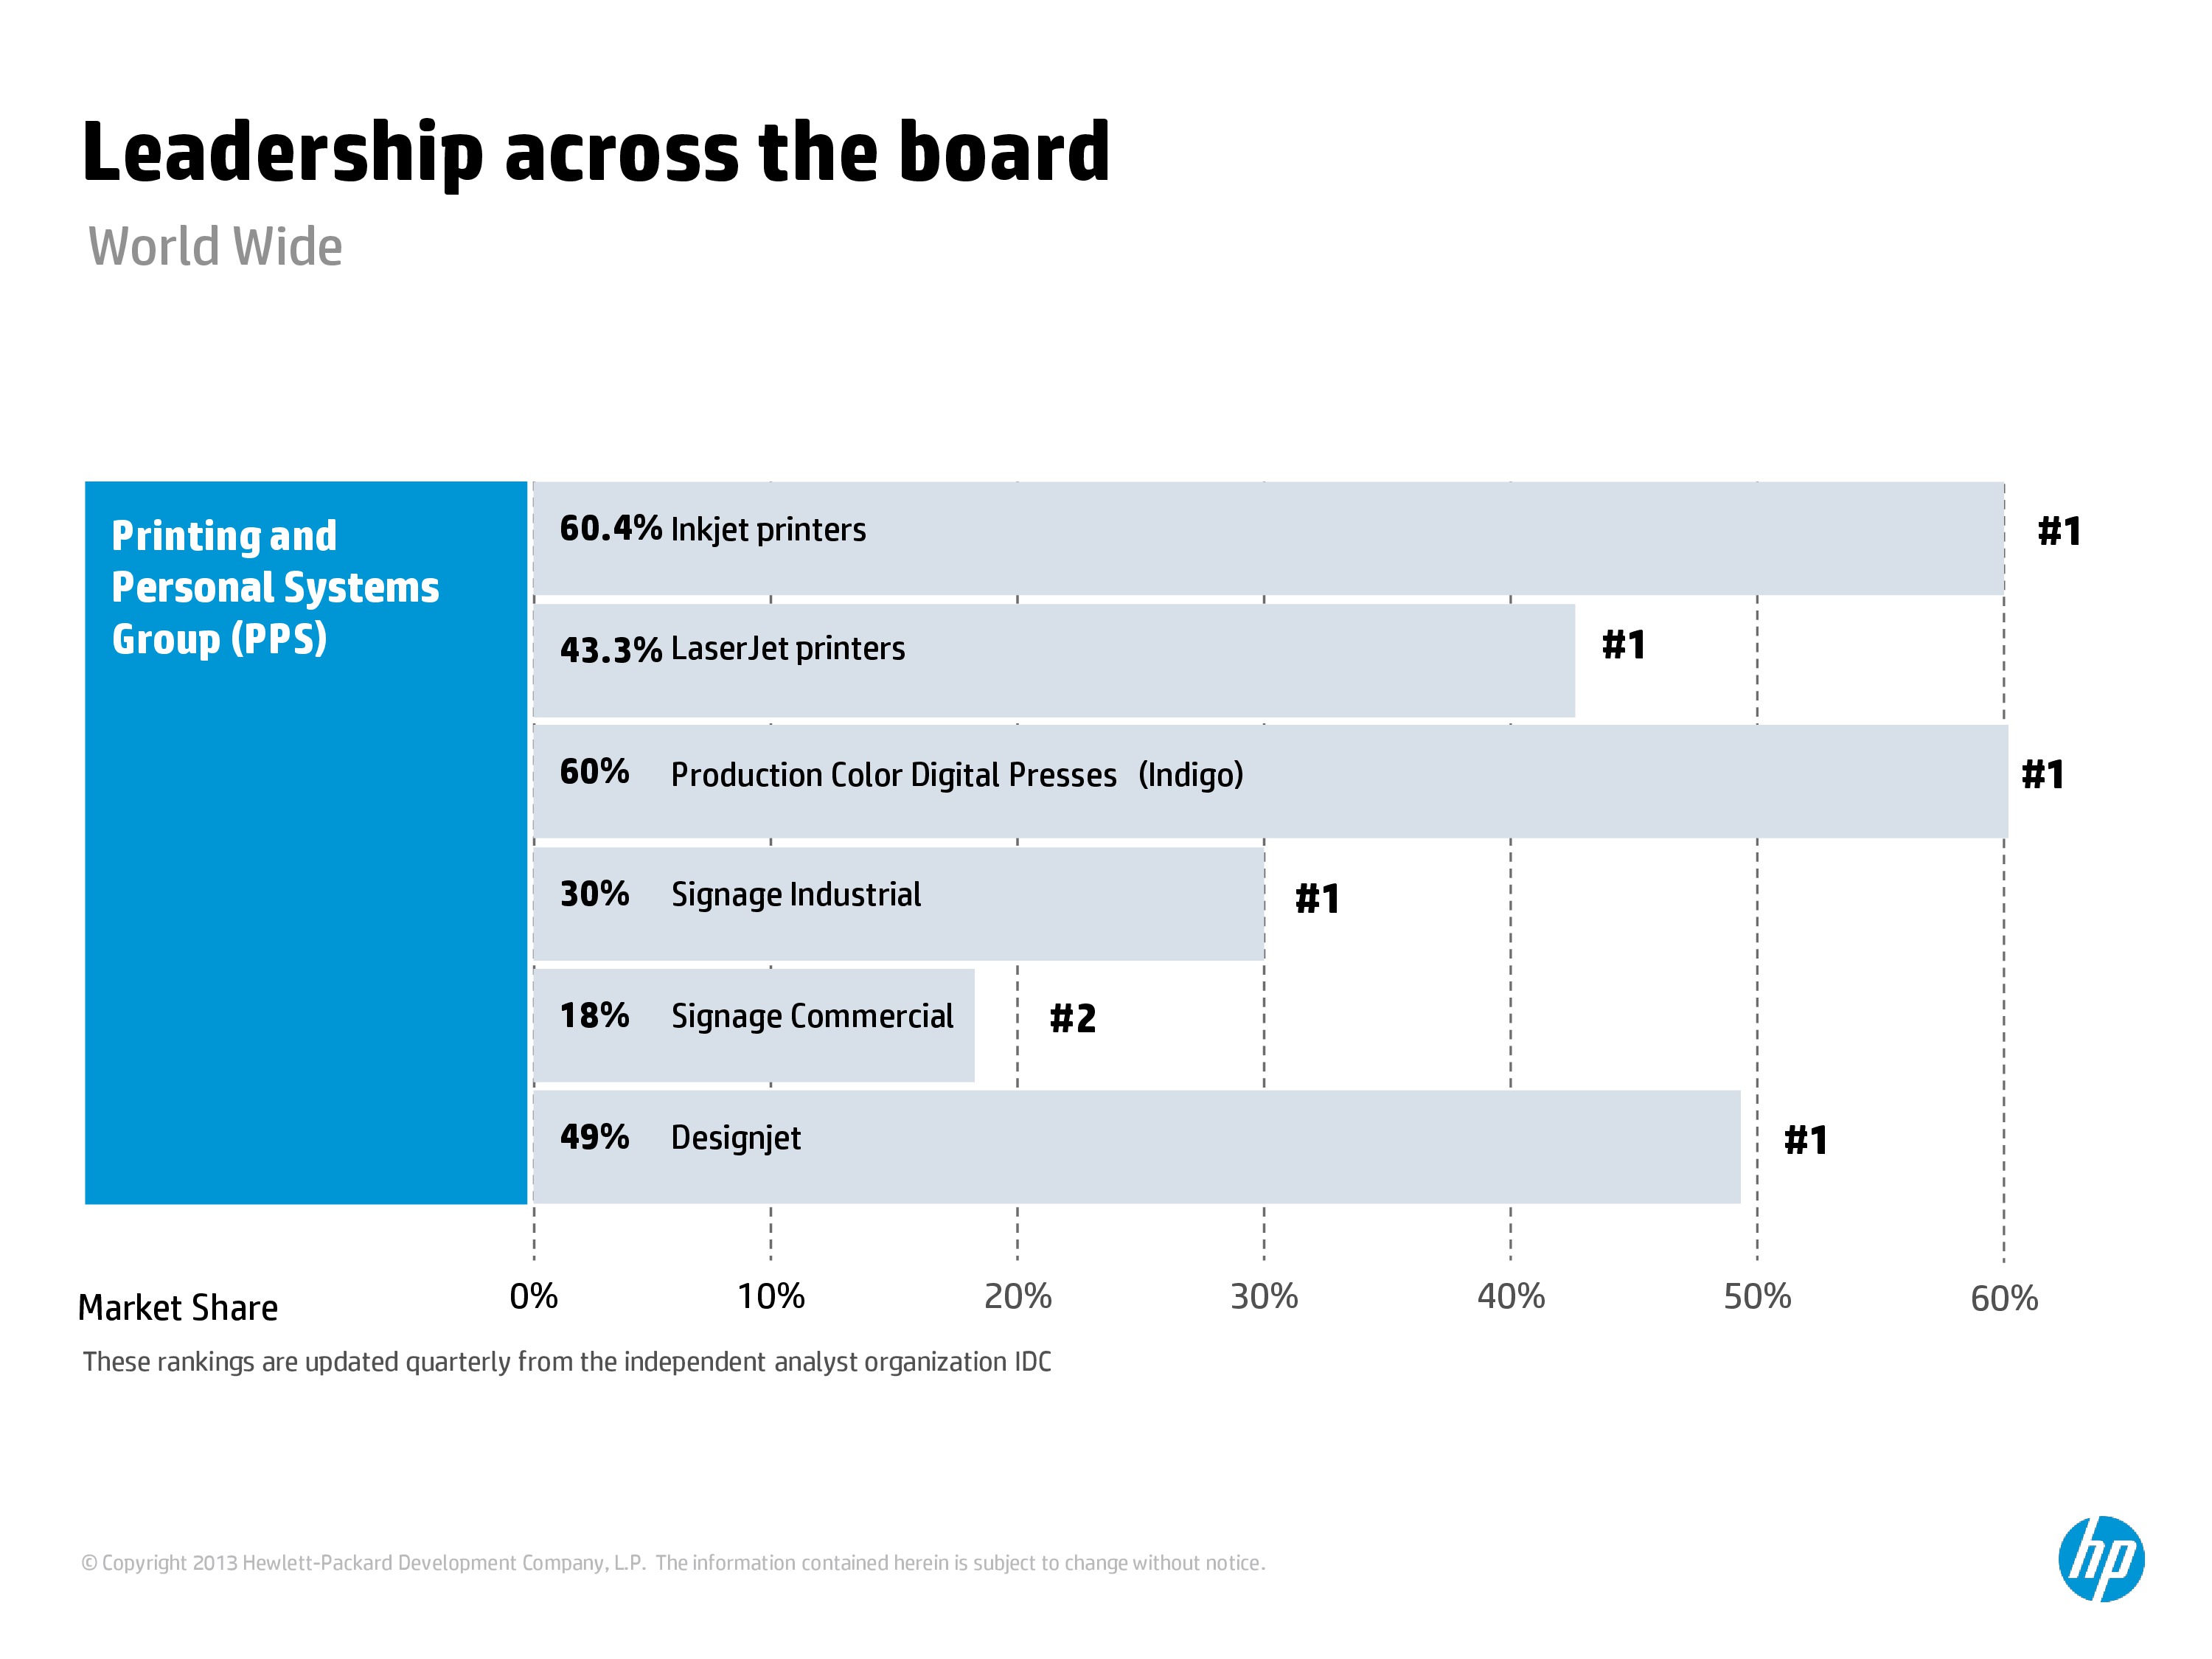 Leadership across the board
World Wide
Printing and
Personal Systems
Group (PPS)
60.4% Inkjet printers #1
43.3% LaserJet printers #1
60% Production Color Digital Presses (Indigo) #1
30% Signage Industrial #1
18% Signage Commercial #2
49% Designjet #1
0% 10% 20% 30% 40% 50% 60%
Market Share
These rankings are updated quarterly from the independent analyst organization IDC
© Copyright 2013 Hewlett-Packard Development Company, L.P. The information contained herein is subject to change without notice.
hp